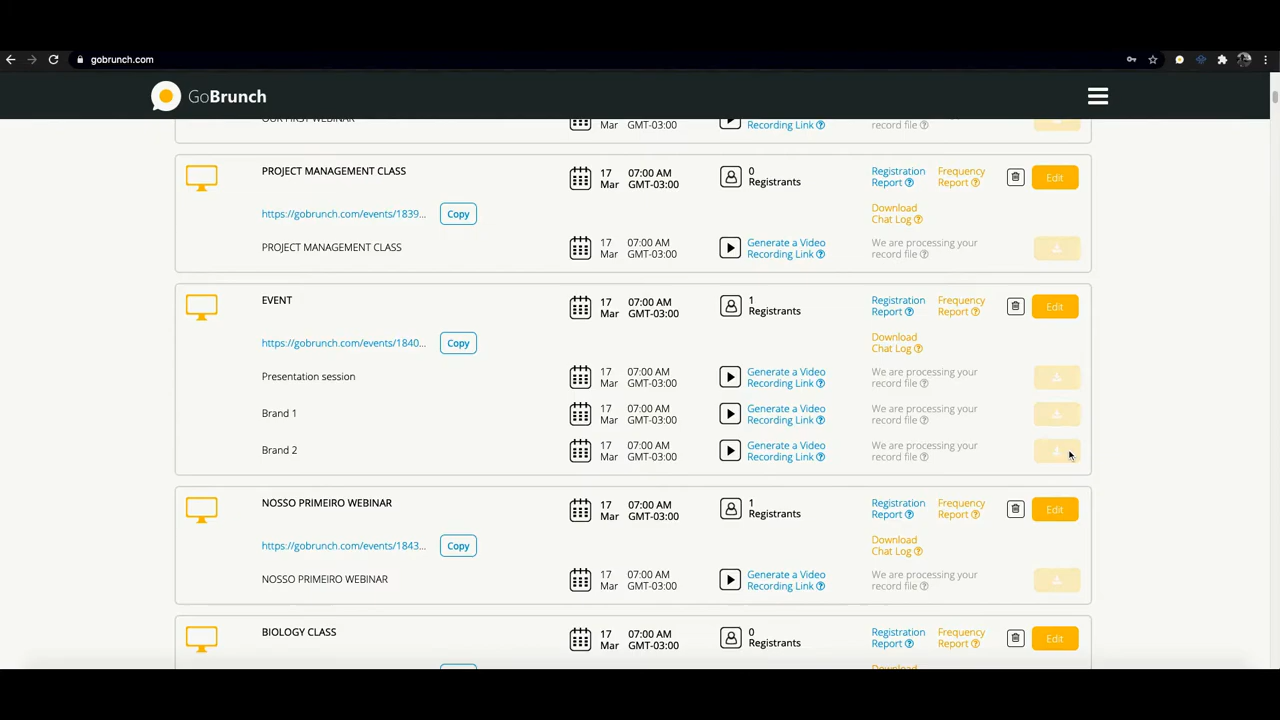 gobrunch.com
GoBrunch
OUR FIRST WEBINAR
Recording Link
record file
PROJECT MANAGEMENT CLASS
17 Mar
07:00 AM GMT-03:00
0 Registrants
Registration Report
Frequency Report
Edit
https://gobrunch.com/events/1839...
Copy
Download Chat Log
PROJECT MANAGEMENT CLASS
17 Mar
07:00 AM GMT-03:00
Generate a Video Recording Link
We are processing your record file
EVENT
17 Mar
07:00 AM GMT-03:00
1 Registrants
Registration Report
Frequency Report
Edit
https://gobrunch.com/events/1840...
Copy
Download Chat Log
Presentation session
17 Mar
07:00 AM GMT-03:00
Generate a Video Recording Link
We are processing your record file
Brand 1
17 Mar
07:00 AM GMT-03:00
Generate a Video Recording Link
We are processing your record file
Brand 2
17 Mar
07:00 AM GMT-03:00
Generate a Video Recording Link
We are processing your record file
NOSSO PRIMEIRO WEBINAR
17 Mar
07:00 AM GMT-03:00
1 Registrants
Registration Report
Frequency Report
Edit
https://gobrunch.com/events/1843...
Copy
Download Chat Log
NOSSO PRIMEIRO WEBINAR
17 Mar
07:00 AM GMT-03:00
Generate a Video Recording Link
We are processing your record file
BIOLOGY CLASS
17 Mar
07:00 AM GMT-03:00
0 Registrants
Registration Report
Frequency Report
Edit